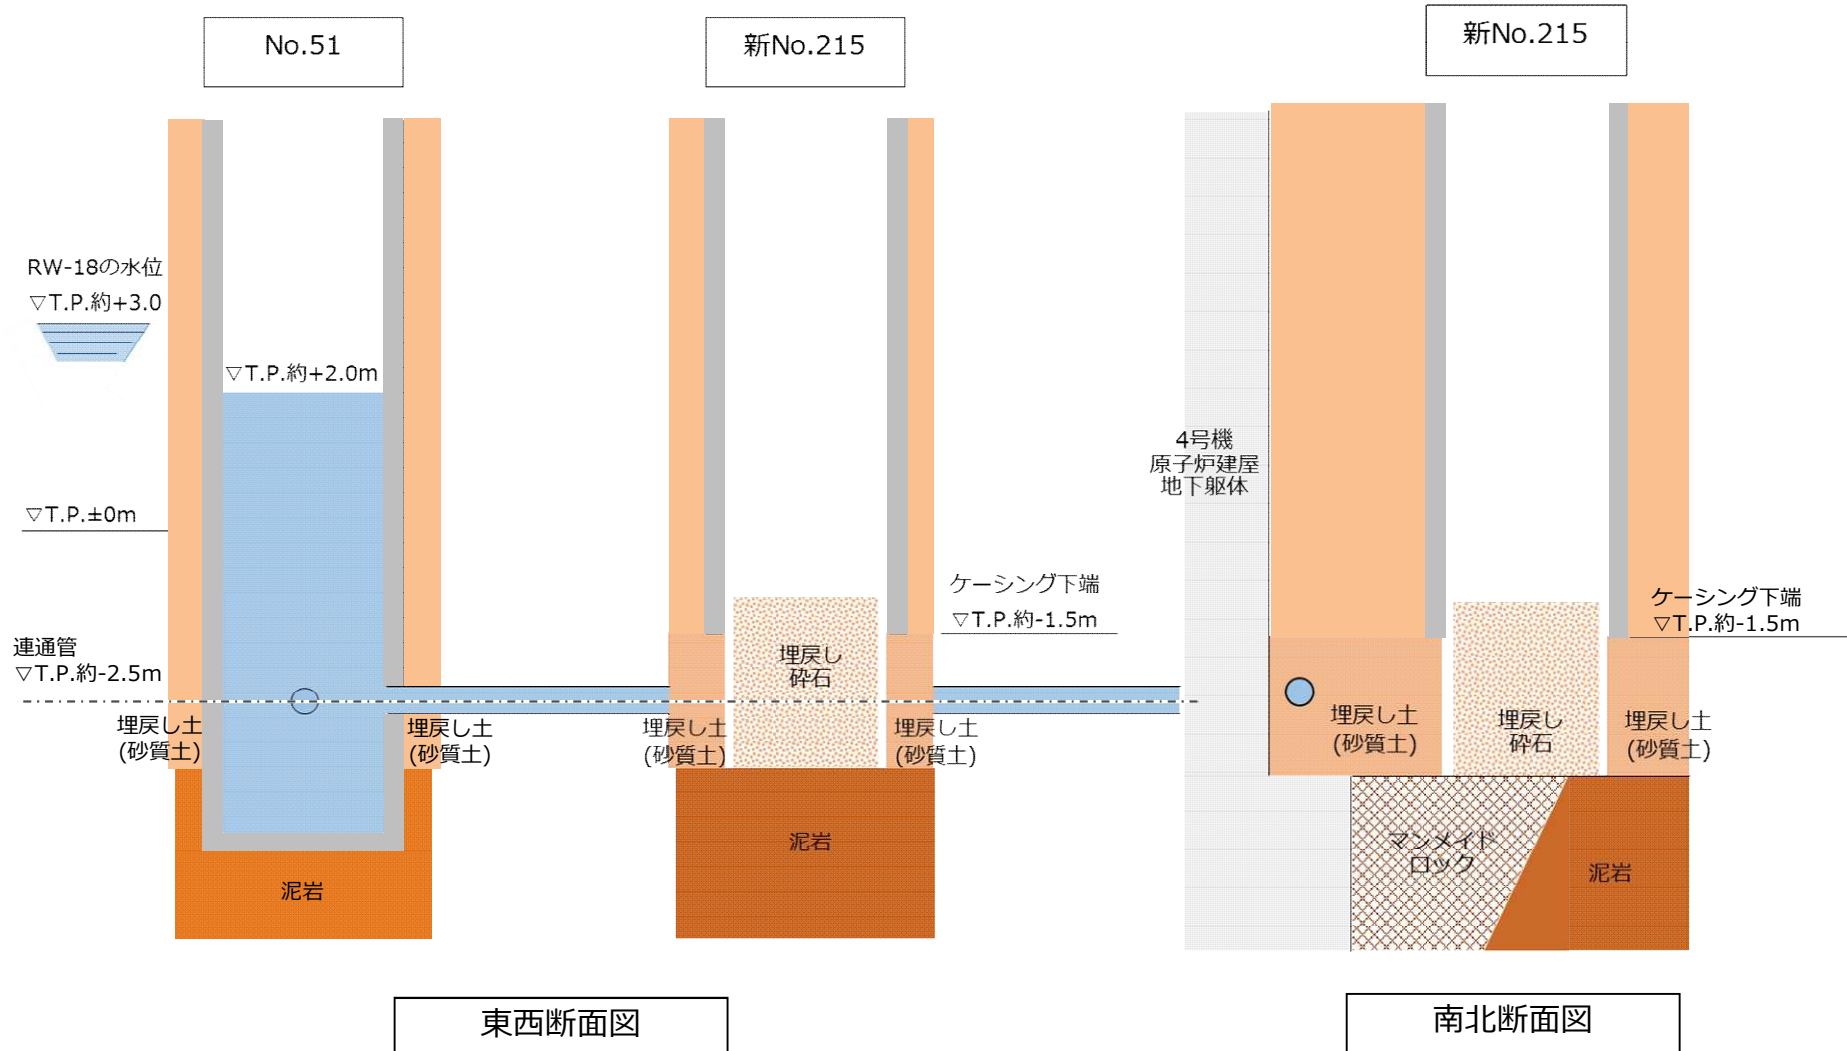 No.51
新No.215
新No.215
RW-18の水位
▽T.P.約+3.0
▽T.P.約+2.0m
4号機
原子炉建屋
地下躯体
▽T.P.±0m
ケーシング下端
▽T.P.約-1.5m
ケーシング下端
▽T.P.約-1.5m
連通管
▽T.P.約-2.5m
埋戻し
砕石
埋戻し土
(砂質土)
埋戻し土
(砂質土)
埋戻し土
(砂質土)
埋戻し土
(砂質土)
埋戻し土
(砂質土)
埋戻し
砕石
埋戻し土
(砂質土)
泥岩
泥岩
マンメイド
ロック
泥岩
東西断面図
南北断面図